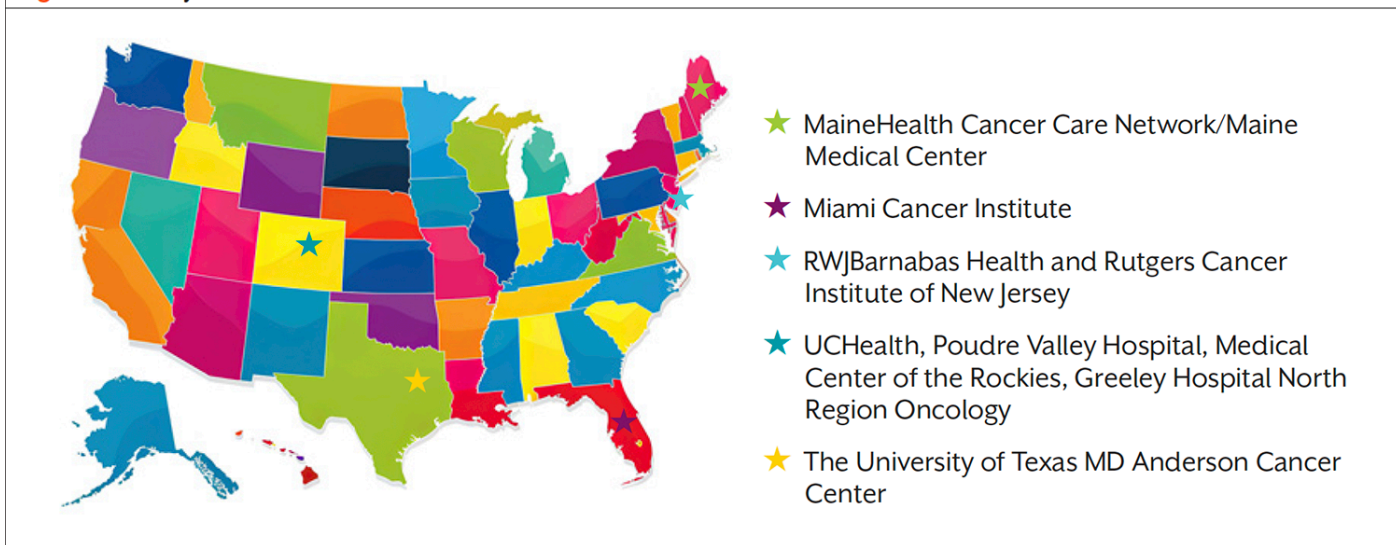 MaineHealth Cancer Care Network/Maine
Medical Center
Miami Cancer Institute
RWJBarnabas Health and Rutgers Cancer
Institute of New Jersey
UCHealth, Poudre Valley Hospital, Medical
Center of the Rockies, Greeley Hospital North
Region Oncology
The University of Texas MD Anderson Cancer
Center